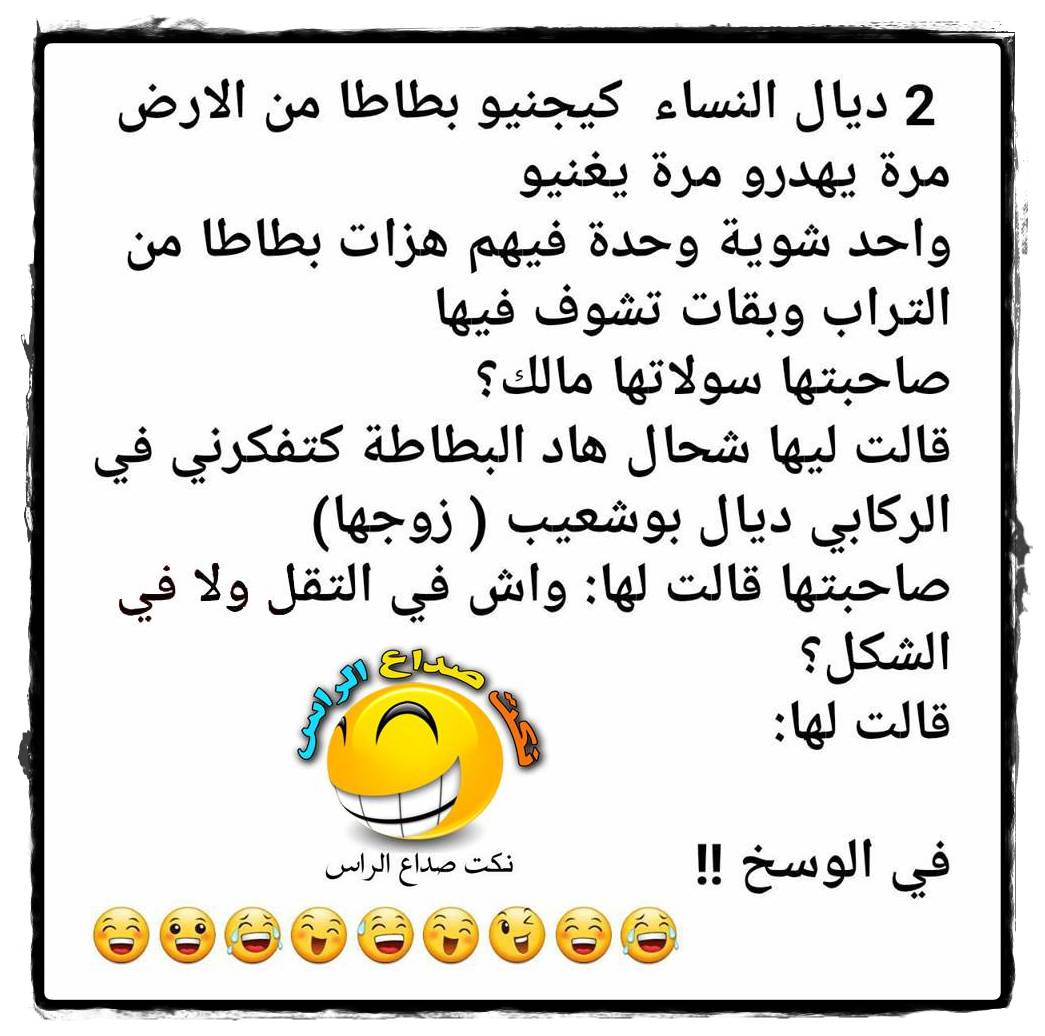 2 ديال النساء كيجنيو بطاطا من الارض
مرة يهدرو مرة يغنيو
واحد شوية وحدة فيهم هزات بطاطا من
التراب وبقات تشوف فيها
صاحبتها سولاتها مالك؟
قالت ليها شحال هاد البطاطة كتفكرني في
الركابي ديال بوشعيب ( زوجها)
صاحبتها قالت لها: واش في التقل ولا في
الشكل؟
قالت لها:
نكت صداع الراس
نكت صداع الراس
في الوسخ !!